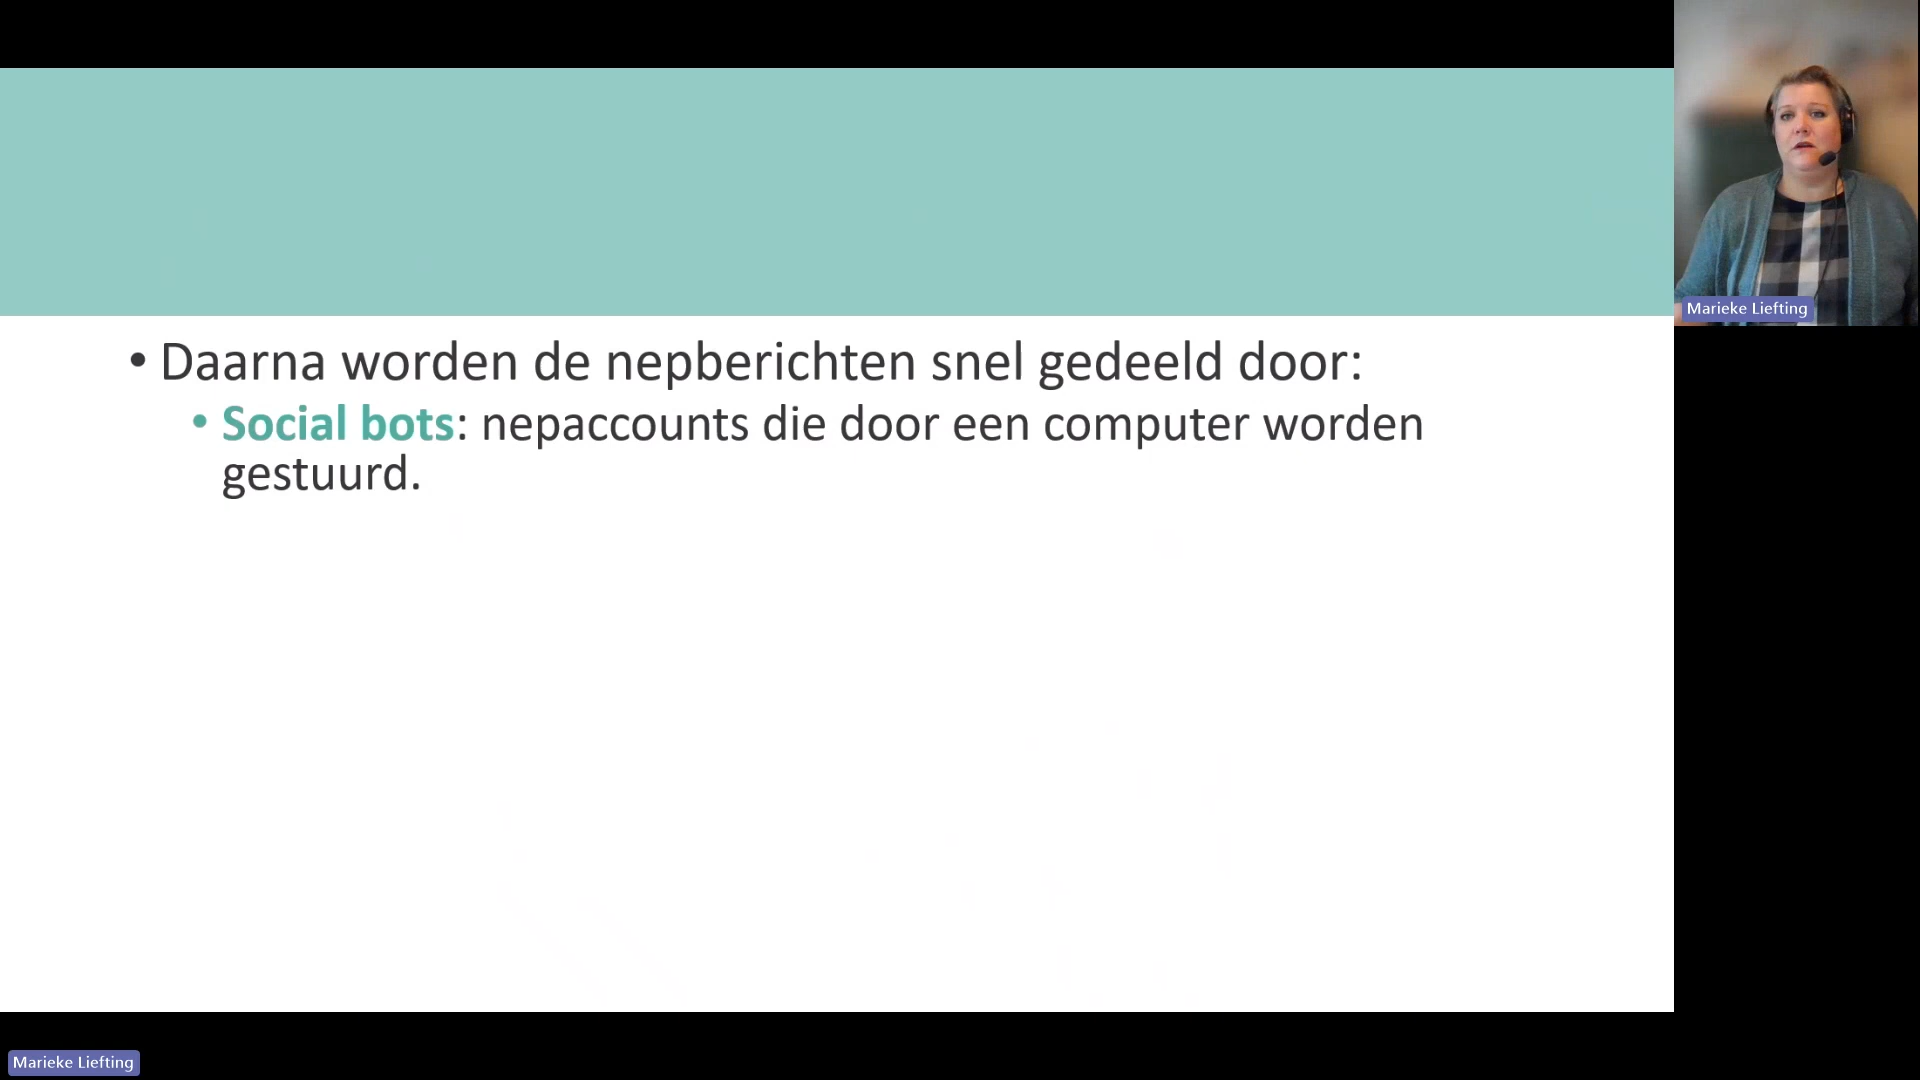 • Daarna worden de nepberichten snel gedeeld door:
• Social bots: nepaccounts die door een computer worden
gestuurd.
Marieke Liefting
Marieke Liefting